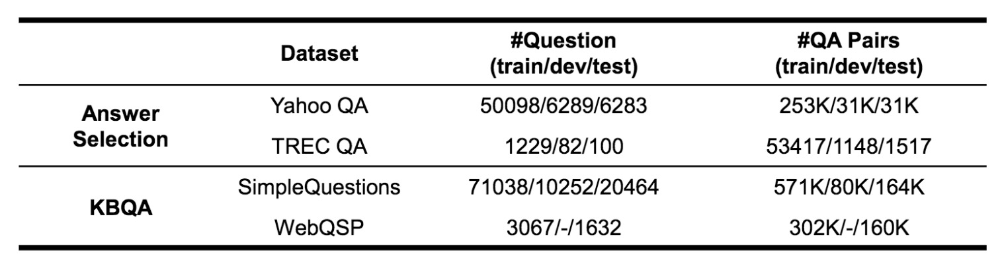 Dataset #Question (train/dev/test) #QA Pairs (train/dev/test)
Answer Selection Yahoo QA 50098/6289/6283 253K/31K/31K
TREC QA 1229/82/100 53417/1148/1517
KBQA SimpleQuestions 71038/10252/20464 571K/80K/164K
WebQSP 3067/-/1632 302K/-/160K